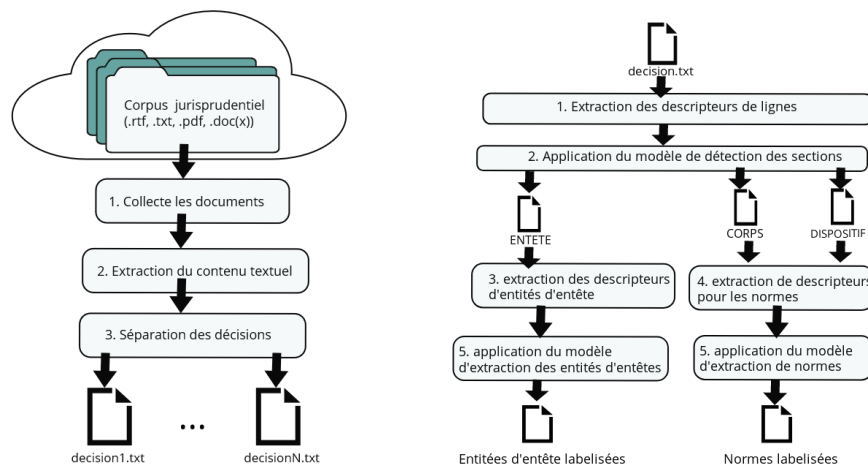 Corpus jurisprudentiel
(.rtf, .txt, .pdf, .doc(x))
1. Collecte les documents
2. Extraction du contenu textuel
3. Séparation des décisions
...
decision1.txt
decisionN.txt
decision.txt
1. Extraction des descripteurs de lignes
2. Application du modèle de détection des sections
ENTETE
CORPS
DISPOSITIF
3. extraction des descripteurs
d'entités d'entête
4. extraction de descripteurs
pour les normes
5. application du modèle
d'extraction des entités d'entêtes
5. application du modèle
d'extraction de normes
Entitées d'entête labelisées
Normes labelisées